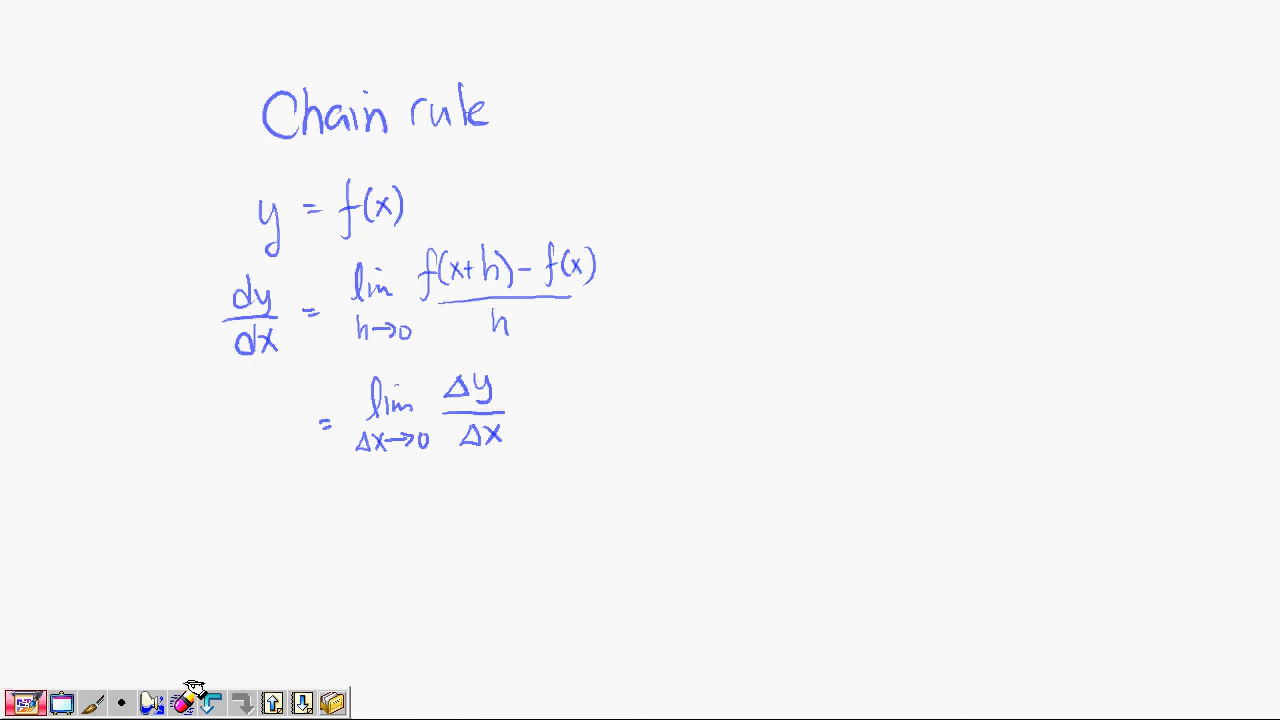 Chain rule
y = f(x)
dy/dx = lim h→0 f(x+h) - f(x) / h
= lim Δx→0 Δy/Δx